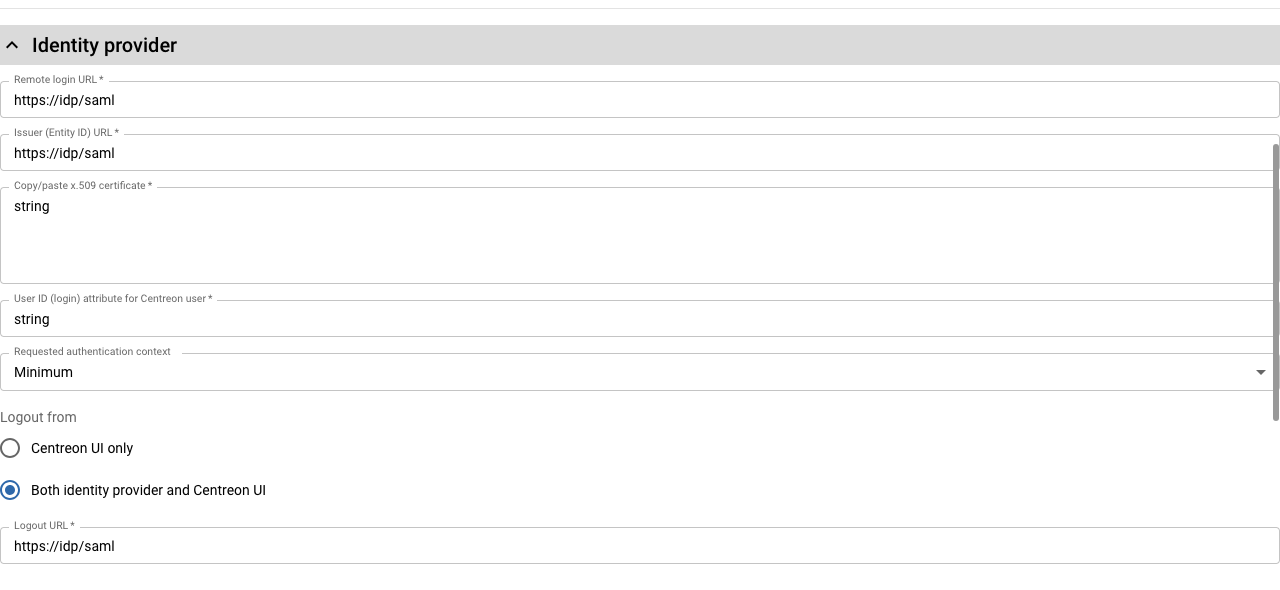 Identity provider
Remote login URL *
https://idp/saml
Issuer (Entity ID) URL *
https://idp/saml
Copy/paste x.509 certificate *
string
User ID (login) attribute for Centreon user *
string
Requested authentication context
Minimum
Logout from
Centreon UI only
Both identity provider and Centreon UI
Logout URL *
https://idp/saml